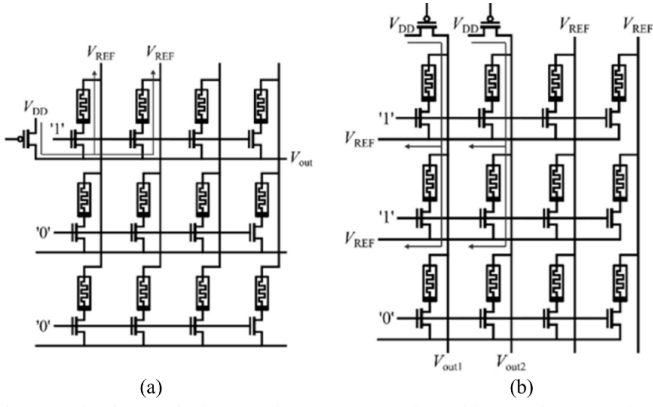 VREF VREF
VDD
'1'
Vout
'0'
'0'
(a)
VDD VDD VREF VREF
'1'
VREF
'1'
VREF
'0'
Vout1 Vout2
(b)